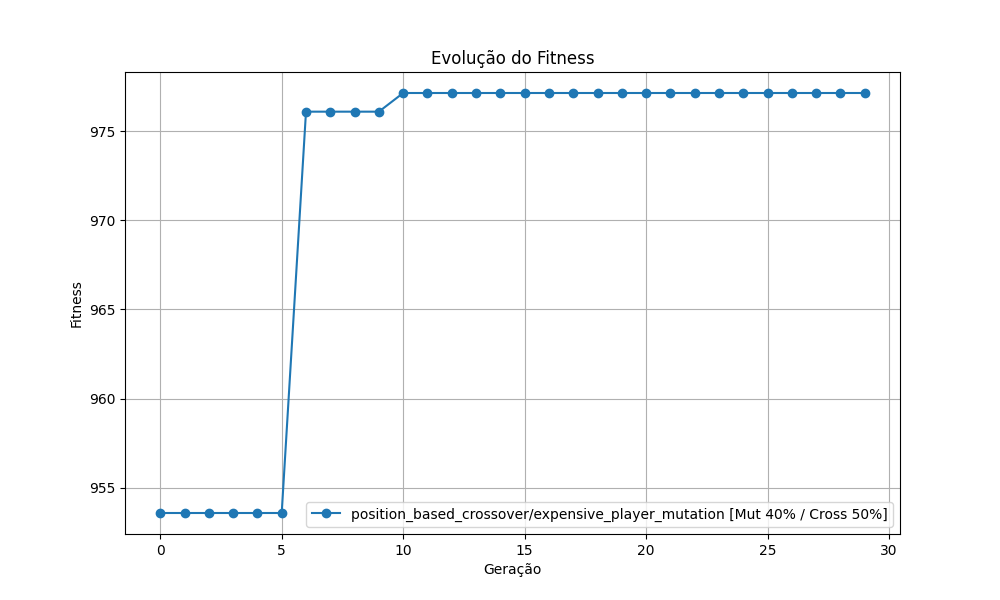 Evolução do Fitness
Fitness
975
970
965
960
955
position_based_crossover/expensive_player_mutation [Mut 40% / Cross 50%]
0 5 10 15 20 25 30
Geração